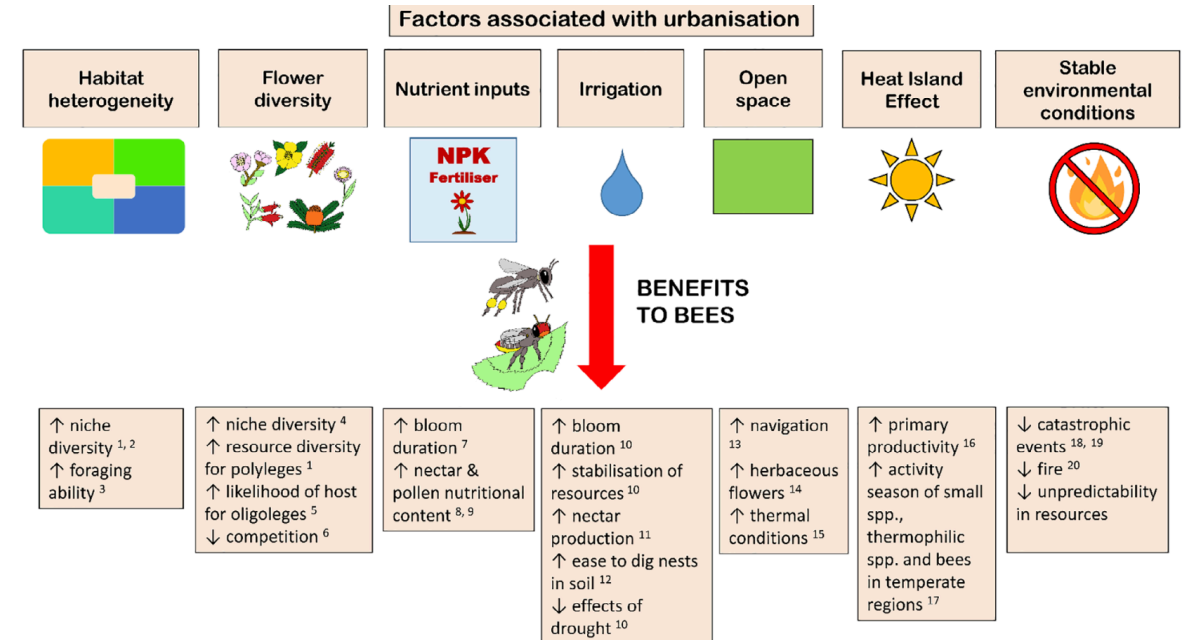 Factors associated with urbanisation
Habitat
heterogeneity
Flower
diversity
Nutrient inputs
Irrigation
Open
space
Heat Island
Effect
Stable
environmental
conditions
NPK
Fertiliser
BENEFITS
TO BEES
↑ niche
diversity 1, 2
↑ foraging
ability 3
↑ niche diversity 4
↑ resource diversity
for polyleges 1
↑ likelihood of host
for oligoleges 5
↓ competition 6
↑ bloom
duration 7
↑ nectar &
pollen nutritional
content 8, 9
↑ bloom
duration 10
↑ stabilisation of
resources 10
↑ nectar
production 11
↑ ease to dig nests
in soil 12
↓ effects of
drought 10
↑ navigation
13
↑ herbaceous
flowers 14
↑ thermal
conditions 15
↑ primary
productivity 16
↑ activity
season of small
spp.,
thermophilic
spp. and bees
in temperate
regions 17
↓ catastrophic
events 18, 19
↓ fire 20
↓ unpredictability
in resources